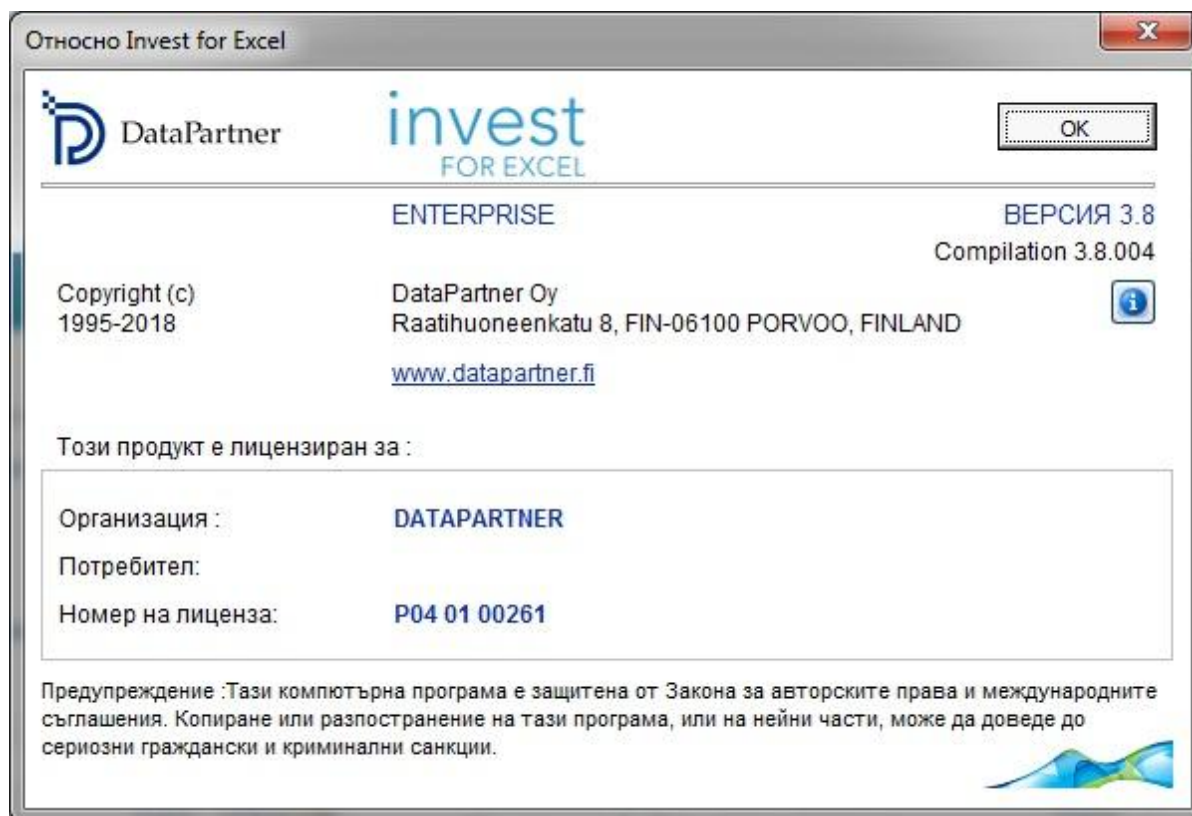 Относно Invest for Excel
DataPartner
invest
FOR EXCEL
OK
ENTERPRISE
ВЕРСИЯ 3.8
Compilation 3.8.004
Copyright (c)
1995-2018
DataPartner Oy
Raatihuoneenkatu 8, FIN-06100 PORVOO, FINLAND
www.datapartner.fi
Този продукт е лицензиран за :
Организация : DATAPARTNER
Потребител:
Номер на лиценза: P04 01 00261
Предупреждение :Тази компютърна програма е защитена от Закона за авторските права и международните
съглашения. Копиране или разпостранение на тази програма, или на нейни части, може да доведе до
сериозни граждански и криминални санкции.